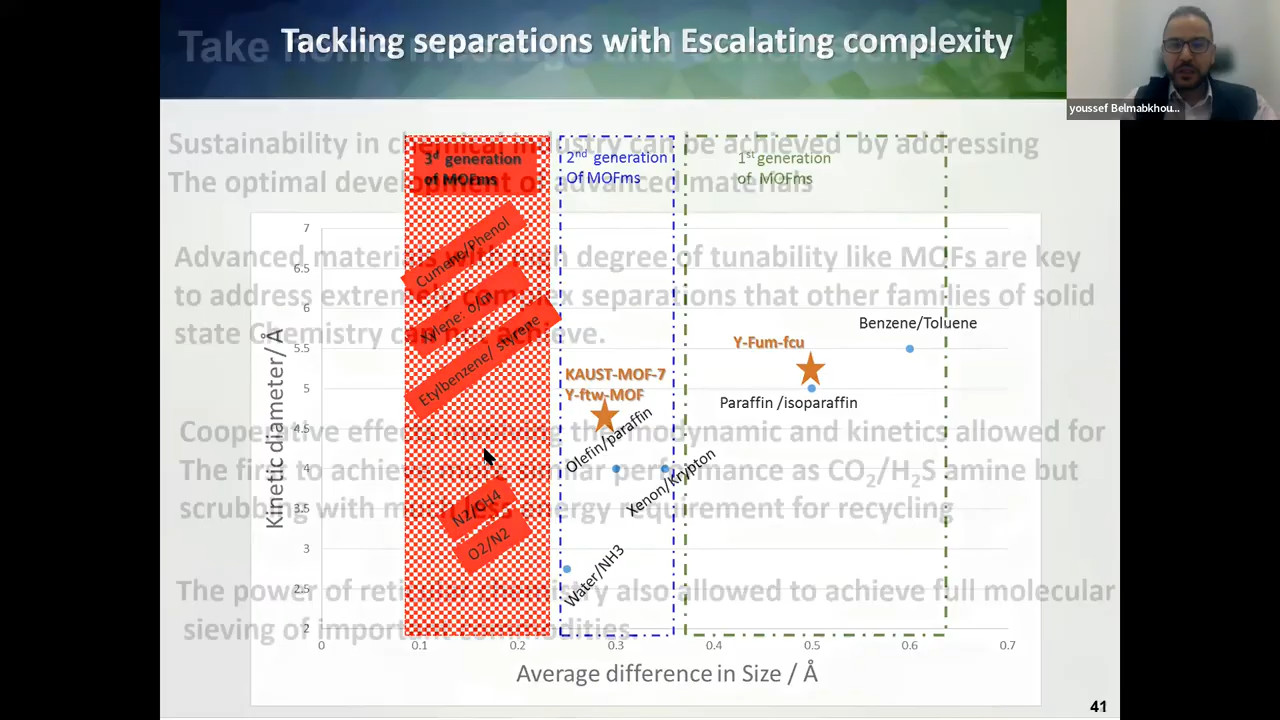 Tackling separations with Escalating complexity
Take home message and Conclusions
youssef Belmabkhou...
Sustainability in chemical industry can be achieved by addressing
The optimal development of advanced materials
Advanced materials with high degree of tunability like MOFs are key
to address extremely complex separations that other families of solid
state Chemistry can not achieve.
Cooperative effect thermodynamic and kinetics allowed for
The first to achieve similar performance as CO2/H2S amine but
scrubbing with energy requirement for recycling
The power of reticular chemistry also allowed to achieve full molecular
sieving of important commodities
3d generation
of MOFms
2nd generation
Of MOFms
1st generation
of MOFms
Kinetic diameter/ Å
7
6.5
6
5.5
5
4.5
4
3.5
3
2.5
2
Cumene/Phenol
Xylene: o/m
Etylbenzene/ styrene
N2/CH4
O2/N2
KAUST-MOF-7
Y-ftw-MOF
Olefin/paraffin
Xenon/Krypton
Water/NH3
Y-Fum-fcu
Paraffin /isoparaffin
Benzene/Toluene
0
0.1
0.2
0.3
0.4
0.5
0.6
0.7
Average difference in Size / Å
41